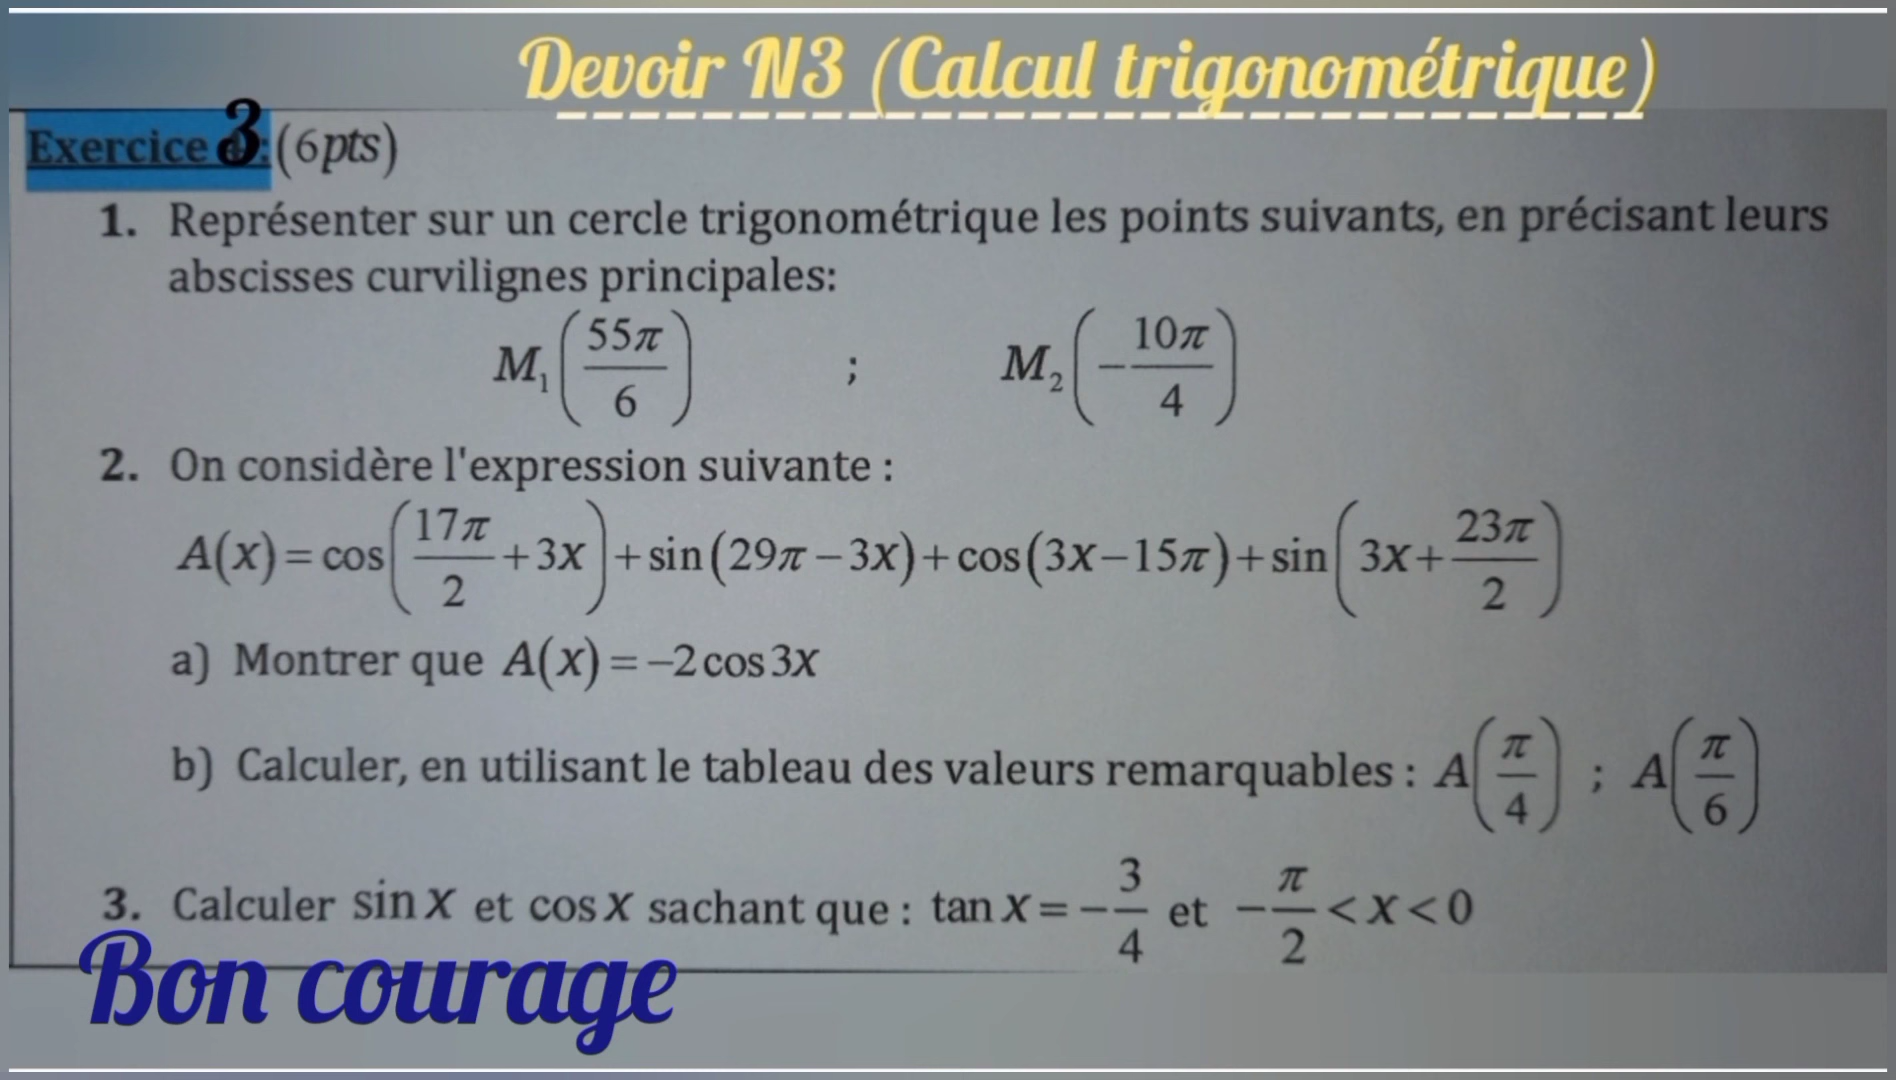 Devoir N3 (Calcul trigonométrique)
Exercice 3:(6pts)
1. Représenter sur un cercle trigonométrique les points suivants, en précisant leurs
abscisses curvilignes principales:
M₁(55π/6) ; M₂(-10π/4)
2. On considère l'expression suivante :
A(x)=cos(17π/2+3x)+sin(29π-3x)+cos(3x-15π)+sin(3x+23π/2)
a) Montrer que A(x)=-2cos3x
b) Calculer, en utilisant le tableau des valeurs remarquables : A(π/4) ; A(π/6)
3. Calculer sin x et cos x sachant que : tan x=-3/4 et -π/2<x<0
Bon courage